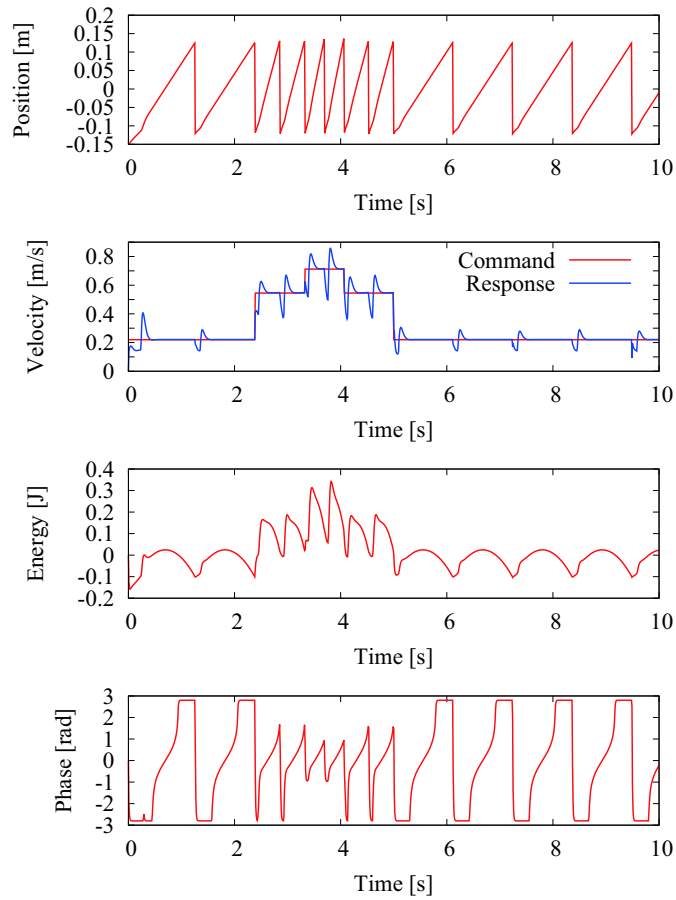 Position [m]
0.15
0.1
0.05
0
-0.05
-0.1
-0.15
0 2 4 6 8 10
Time [s]
Velocity [m/s]
0.8
0.6
0.4
0.2
0
Command
Response
0 2 4 6 8 10
Time [s]
Energy [J]
0.4
0.3
0.2
0.1
0
-0.1
-0.2
0 2 4 6 8 10
Time [s]
Phase [rad]
3
2
1
0
-1
-2
-3
0 2 4 6 8 10
Time [s]